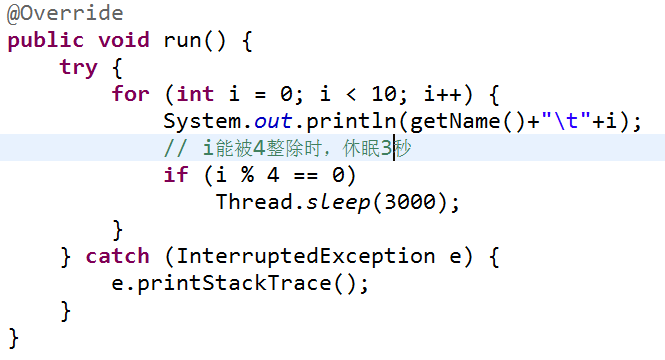 @Override
public void run() {
    try {
        for (int i = 0; i < 10; i++) {
            System.out.println(getName()+"\t"+i);
            // i能被4整除时，休眠3秒
            if (i % 4 == 0)
                Thread.sleep(3000);
        }
    } catch (InterruptedException e) {
        e.printStackTrace();
    }
}